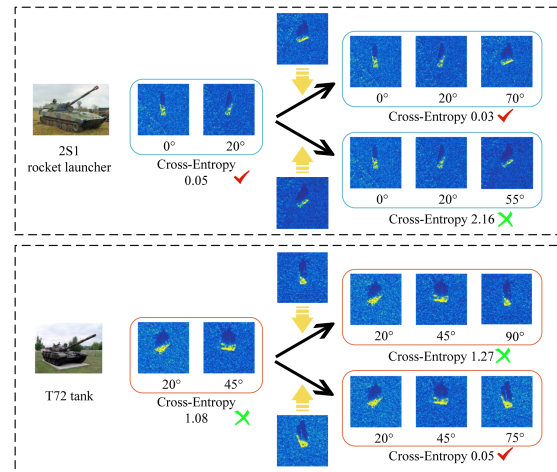 2S1
rocket launcher
0° 20°
Cross-Entropy
0.05
0° 20° 70°
Cross-Entropy 0.03
0° 20° 55°
Cross-Entropy 2.16
T72 tank
20° 45°
Cross-Entropy
1.08
20° 45° 90°
Cross-Entropy 1.27
20° 45° 75°
Cross-Entropy 0.05